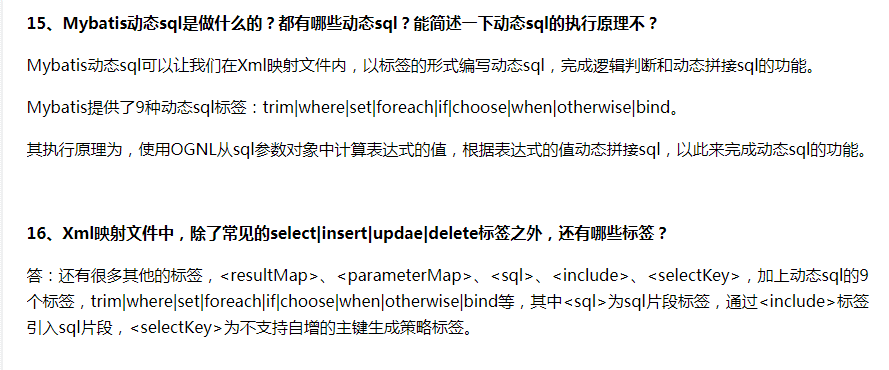 15、Mybatis动态sql是做什么的？都有哪些动态sql？能简述一下动态sql的执行原理不？
Mybatis动态sql可以让我们在Xml映射文件内，以标签的形式编写动态sql，完成逻辑判断和动态拼接sql的功能。
Mybatis提供了9种动态sql标签：trim|where|set|foreach|if|choose|when|otherwise|bind。
其执行原理为，使用OGNL从sql参数对象中计算表达式的值，根据表达式的值动态拼接sql，以此来完成动态sql的功能。
16、Xml映射文件中，除了常见的select|insert|updae|delete标签之外，还有哪些标签？
答：还有很多其他的标签，<resultMap>、<parameterMap>、<sql>、<include>、<selectKey>，加上动态sql的9
个标签，trim|where|set|foreach|if|choose|when|otherwise|bind等，其中<sql>为sql片段标签，通过<include>标签
引入sql片段，<selectKey>为不支持自增的主键生成策略标签。